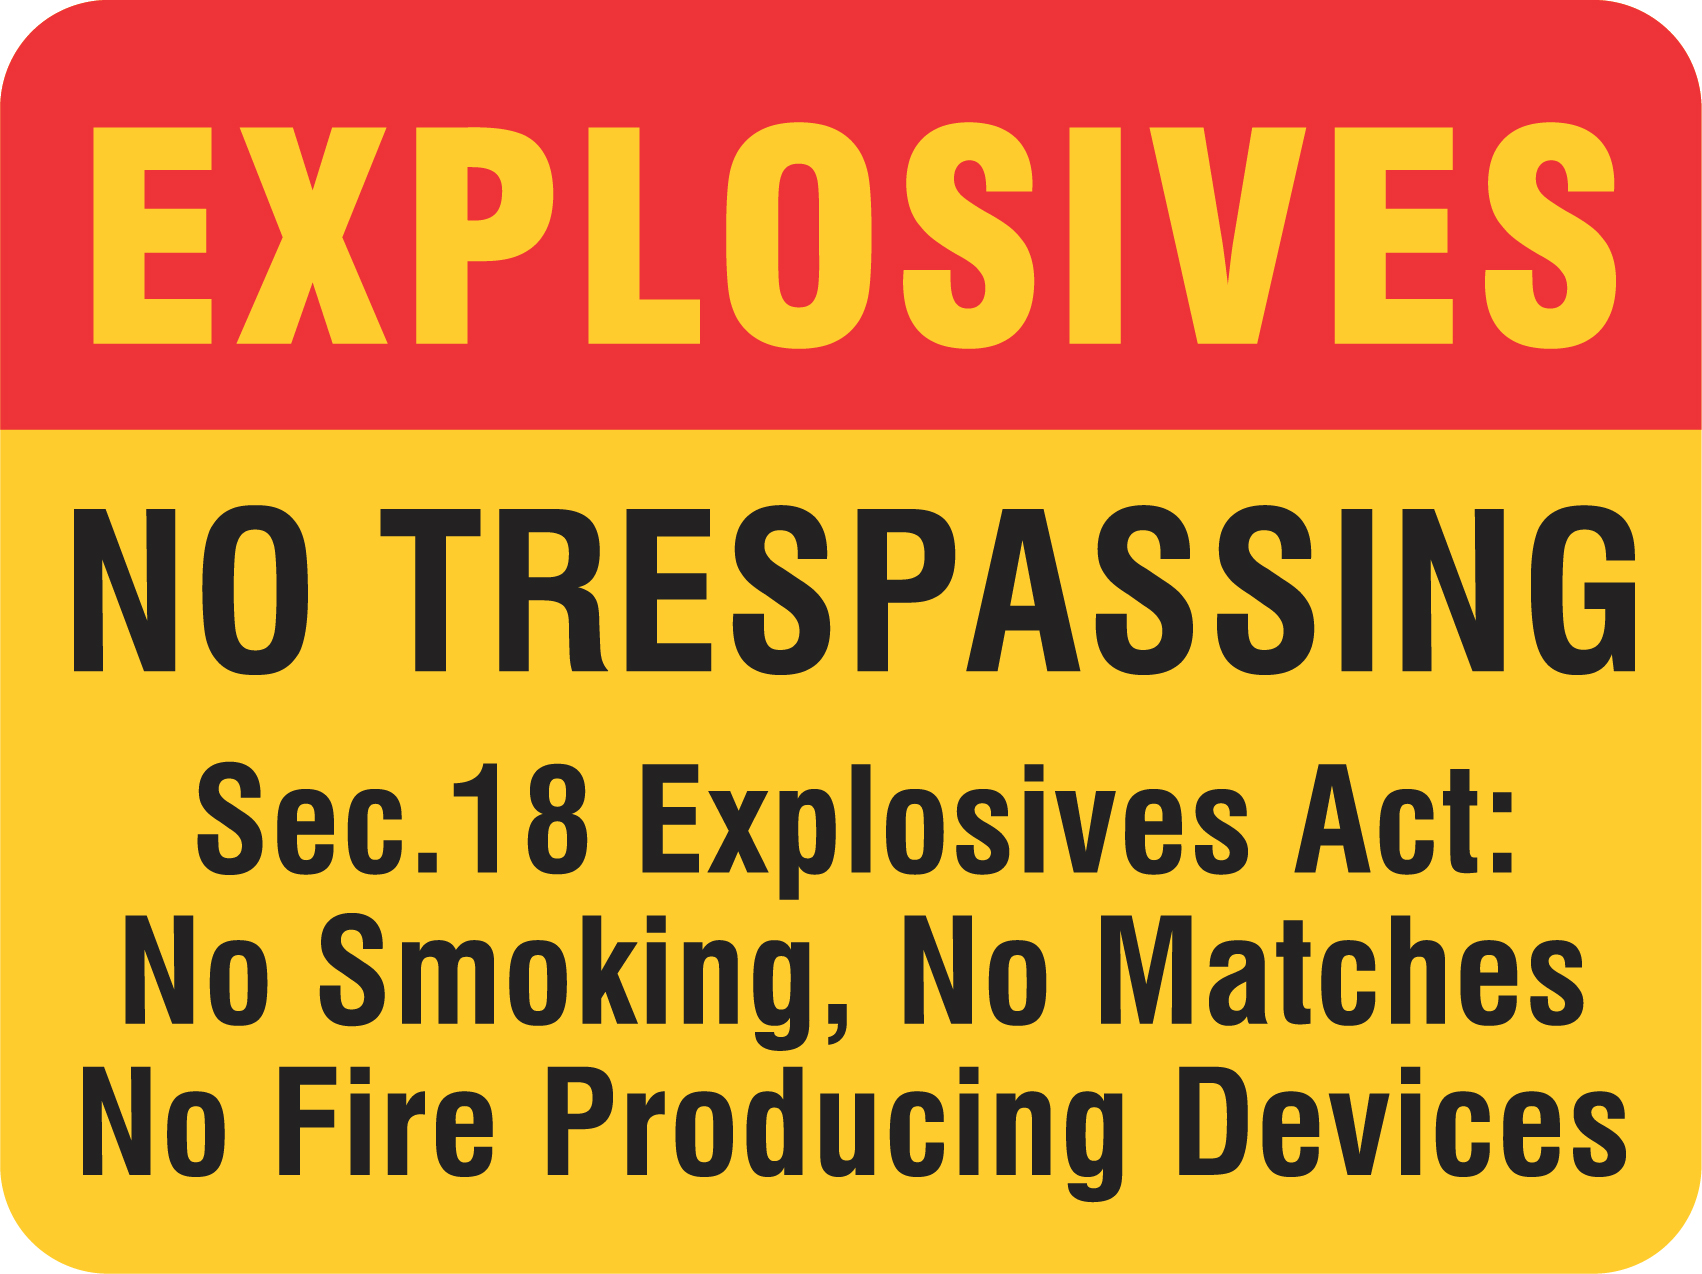 EXPLOSIVES
NO TRESPASSING
Sec.18 Explosives Act:
No Smoking, No Matches
No Fire Producing Devices